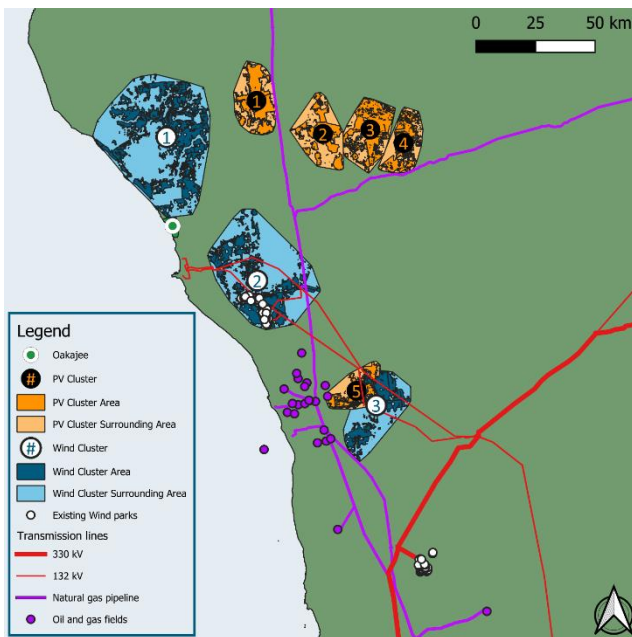 0 25 50 km
1
1
2
3
4
2
5
3
Legend
Oakajee
# PV Cluster
PV Cluster Area
PV Cluster Surrounding Area
# Wind Cluster
Wind Cluster Area
Wind Cluster Surrounding Area
Existing Wind parks
Transmission lines
330 kV
132 kV
Natural gas pipeline
Oil and gas fields